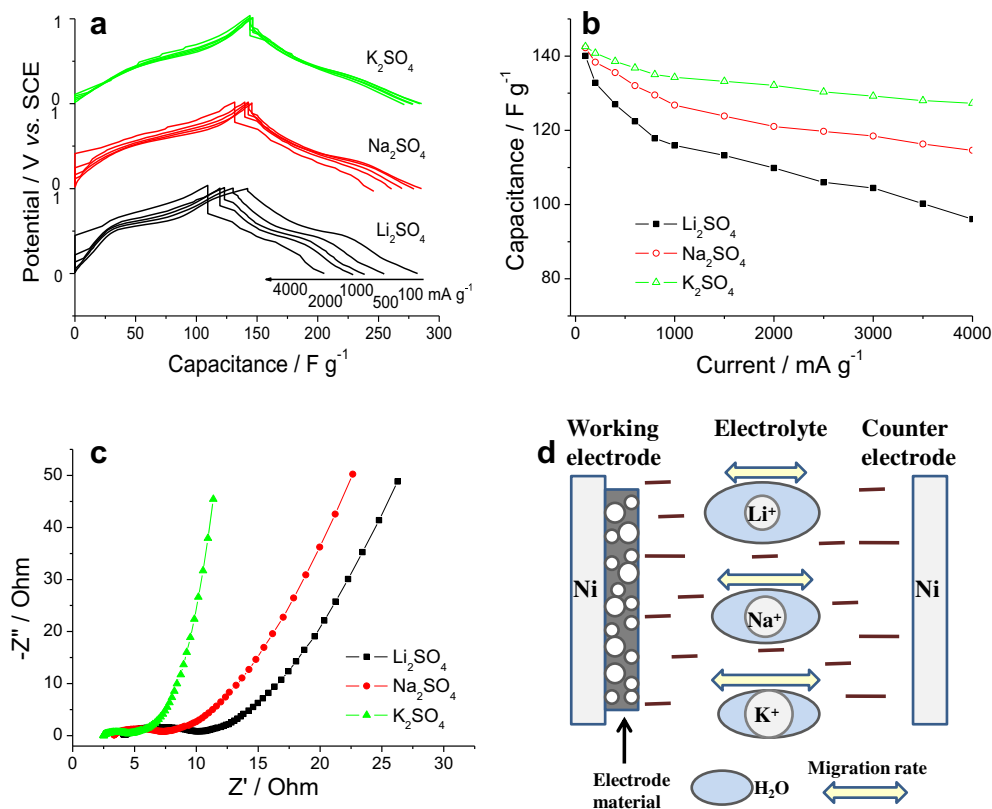 a
Potential / V vs. SCE
1
0
1
0
1
0
K₂SO₄
Na₂SO₄
Li₂SO₄
4000
2000
1000
500
100 mA g⁻¹
0 50 100 150 200 250 300
Capacitance / F g⁻¹
b
Capacitance / F g⁻¹
140
120
100
80
Li₂SO₄
Na₂SO₄
K₂SO₄
0 1000 2000 3000 4000
Current / mA g⁻¹
c
-Z" / Ohm
50
40
30
20
10
0
Li₂SO₄
Na₂SO₄
K₂SO₄
0 5 10 15 20 25 30
Z' / Ohm
d
Working
electrode
Electrolyte
Counter
electrode
Ni
Li⁺
Na⁺
K⁺
Ni
Electrode
material
H₂O
Migration rate